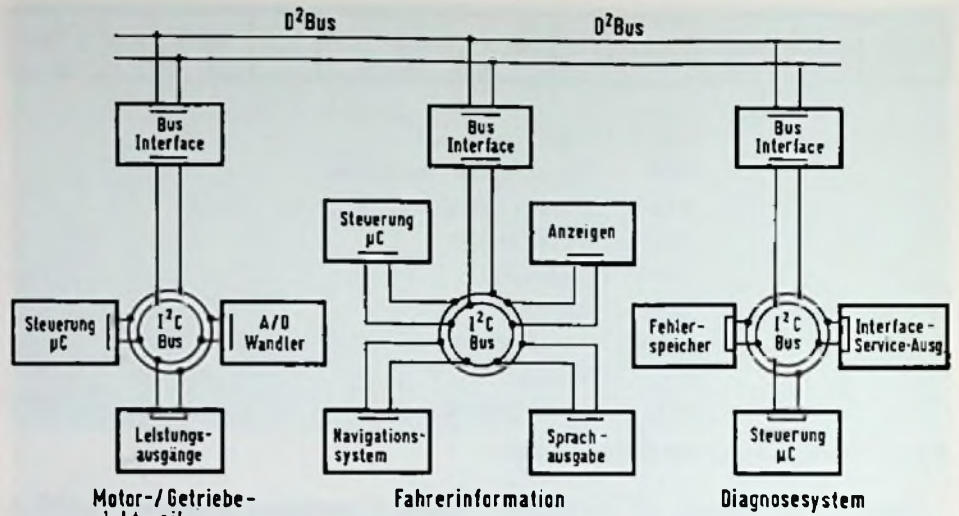 D²Bus
D²Bus
Bus
Interface
Bus
Interface
Bus
Interface
Steuerung
µC
Anzeigen
Steuerung
µC
I²C
Bus
A/D
Wandler
I²C
Bus
Fehler-
speicher
I²C
Bus
Interface-
Service-Ausg.
Leistungs-
ausgänge
Navigations-
system
Sprach-
ausgabe
Steuerung
µC
Motor-/Getriebe-
Fahrerinformation
Diagnosesystem